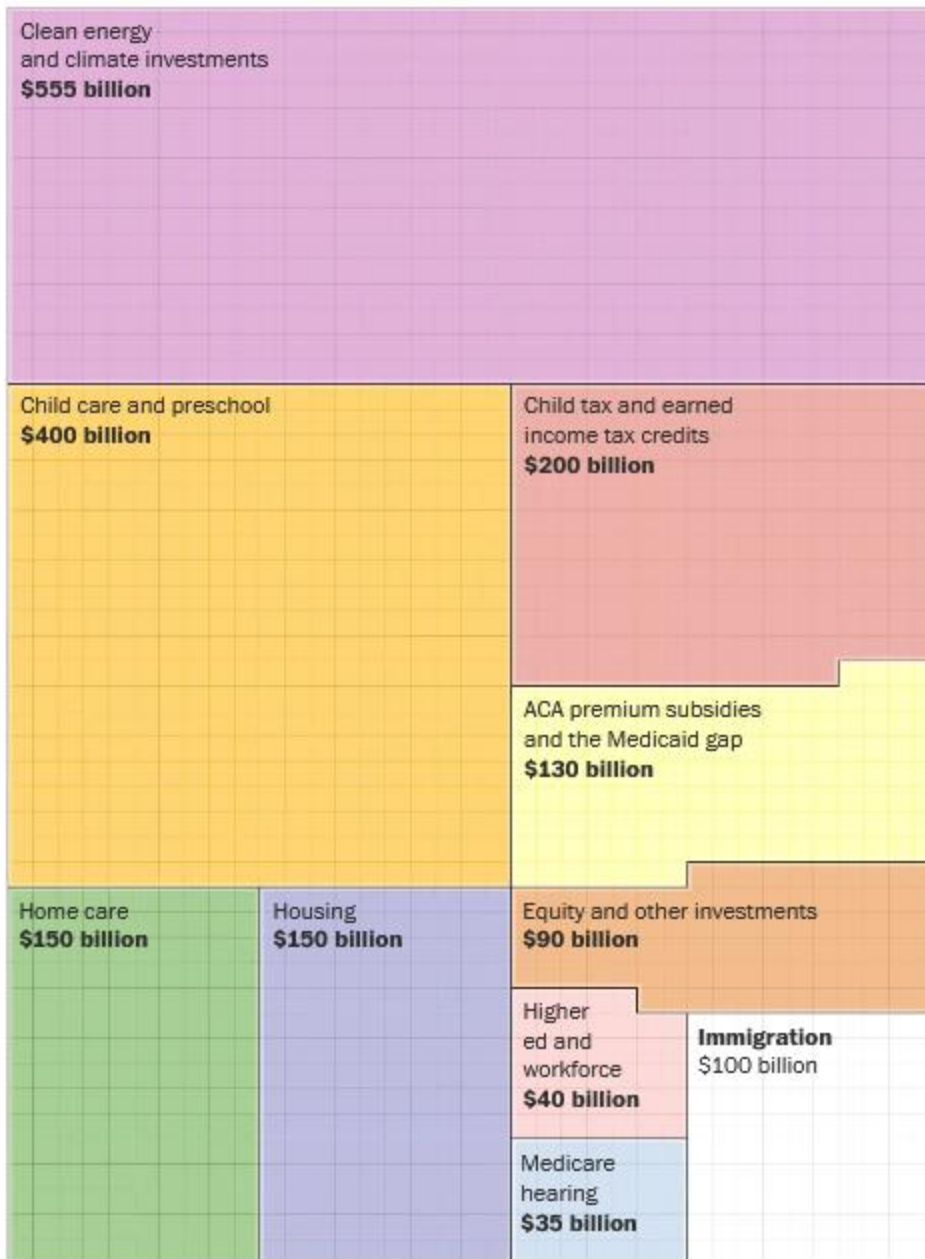 Clean energy
and climate investments
$555 billion
Child care and preschool
$400 billion
Child tax and earned
income tax credits
$200 billion
ACA premium subsidies
and the Medicaid gap
$130 billion
Home care
$150 billion
Housing
$150 billion
Equity and other investments
$90 billion
Higher
ed and
workforce
$40 billion
Immigration
$100 billion
Medicare
hearing
$35 billion